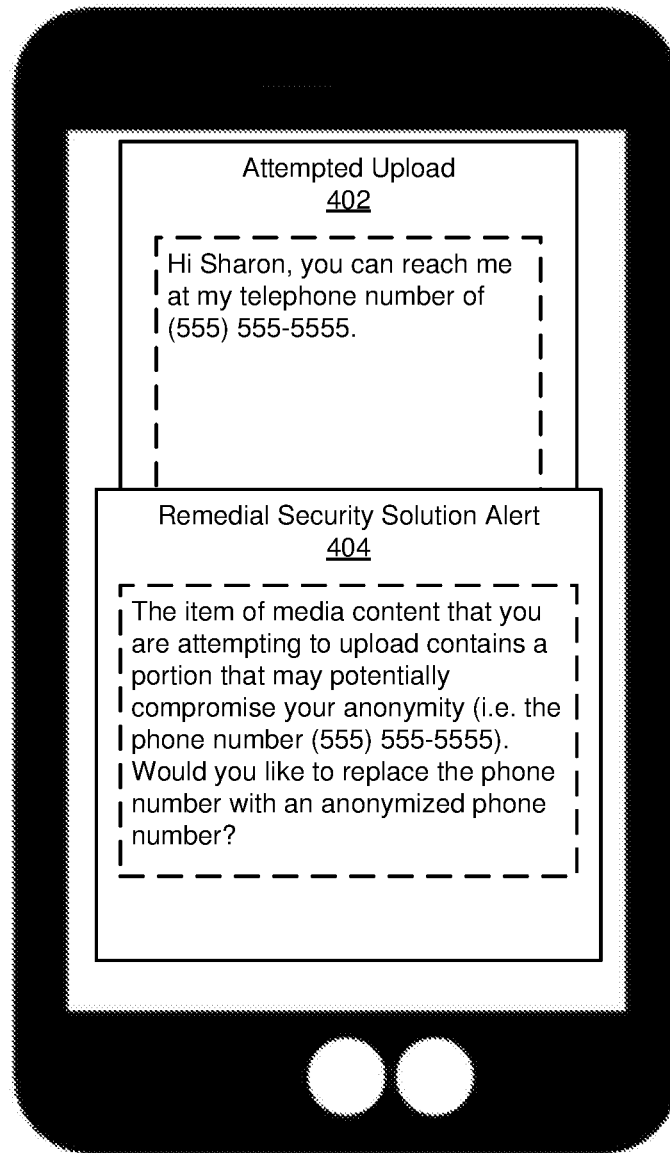 Attempted Upload
402
Hi Sharon, you can reach me
at my telephone number of
(555) 555-5555.
Remedial Security Solution Alert
404
The item of media content that you
are attempting to upload contains a
portion that may potentially
compromise your anonymity (i.e. the
phone number (555) 555-5555).
Would you like to replace the phone
number with an anonymized phone
number?